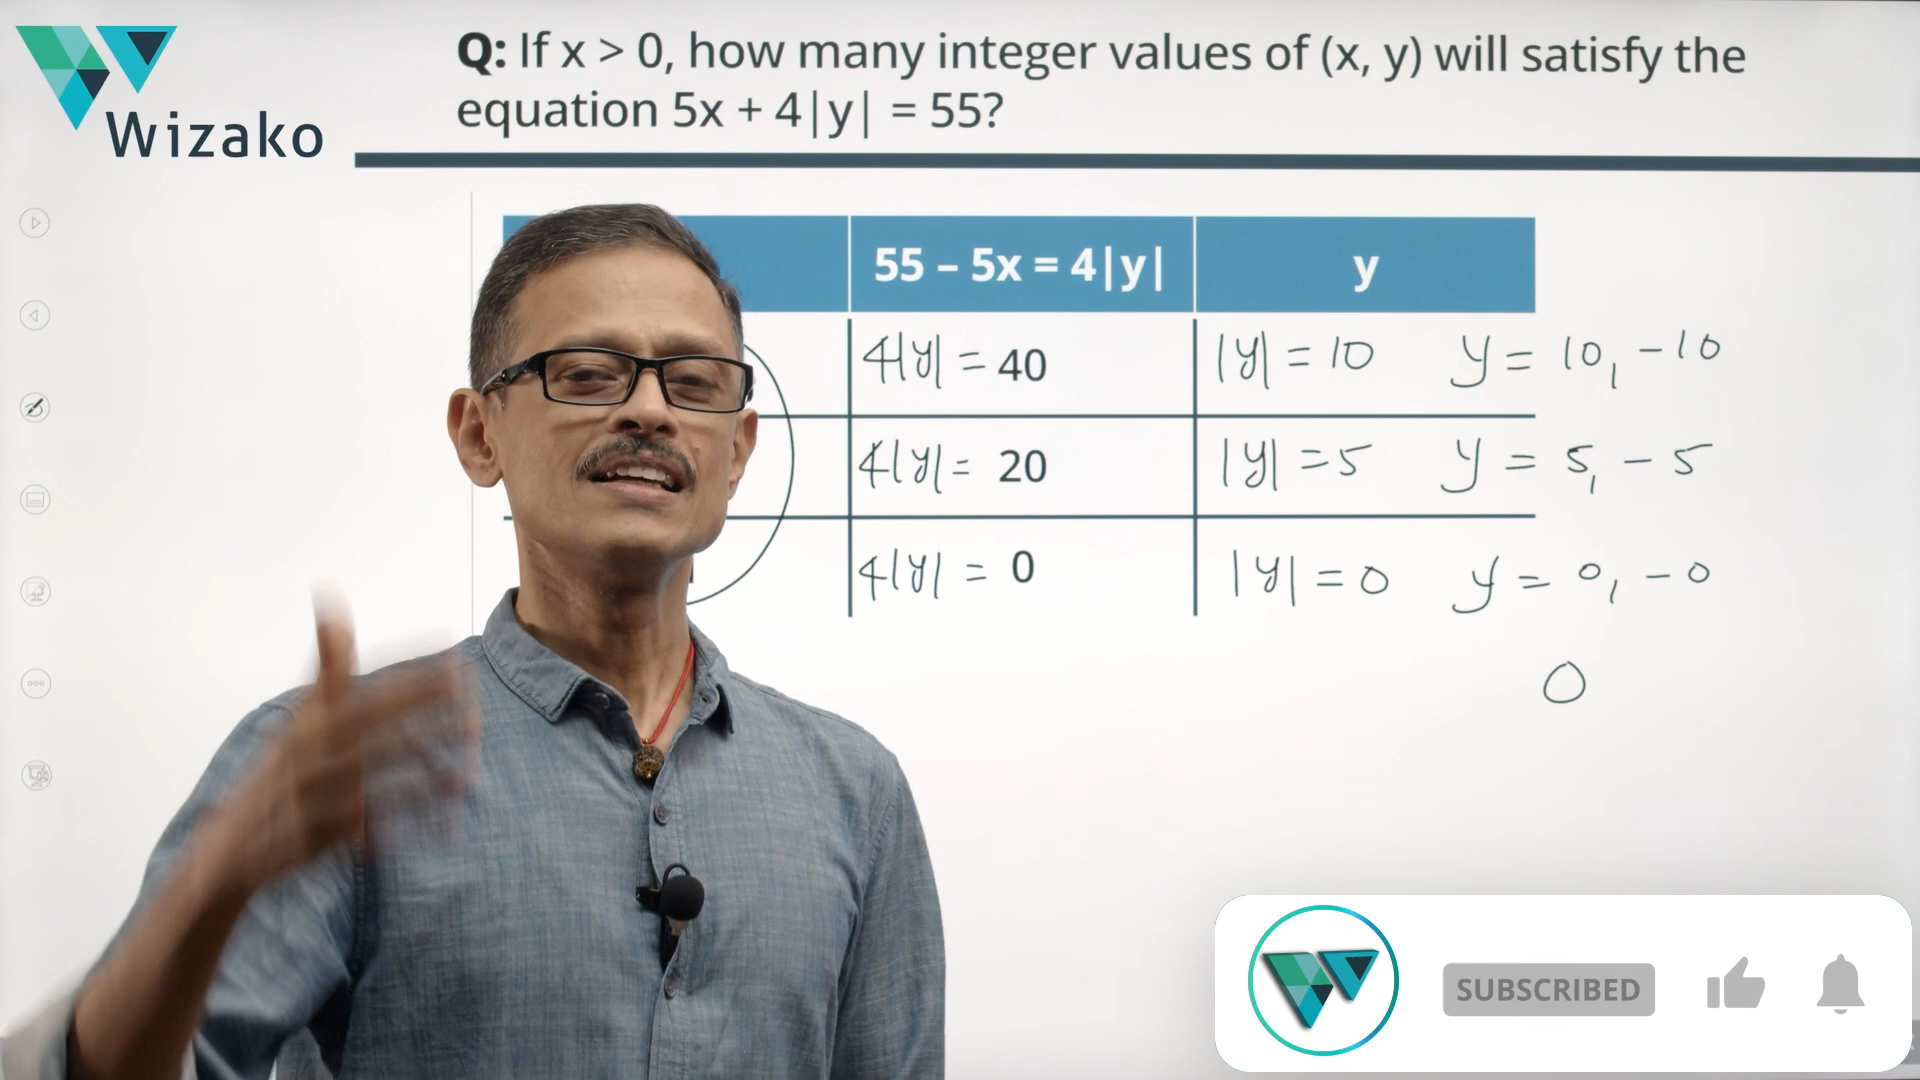 Wizako
Q: If x > 0, how many integer values of (x, y) will satisfy the
equation 5x + 4|y| = 55?
55 – 5x = 4|y| y
4|y| = 40 |y| = 10 y = 10, -10
4|y| = 20 |y| = 5 y = 5, - 5
4|y| = 0 |y| = 0 y = 0, - 0
0
SUBSCRIBED